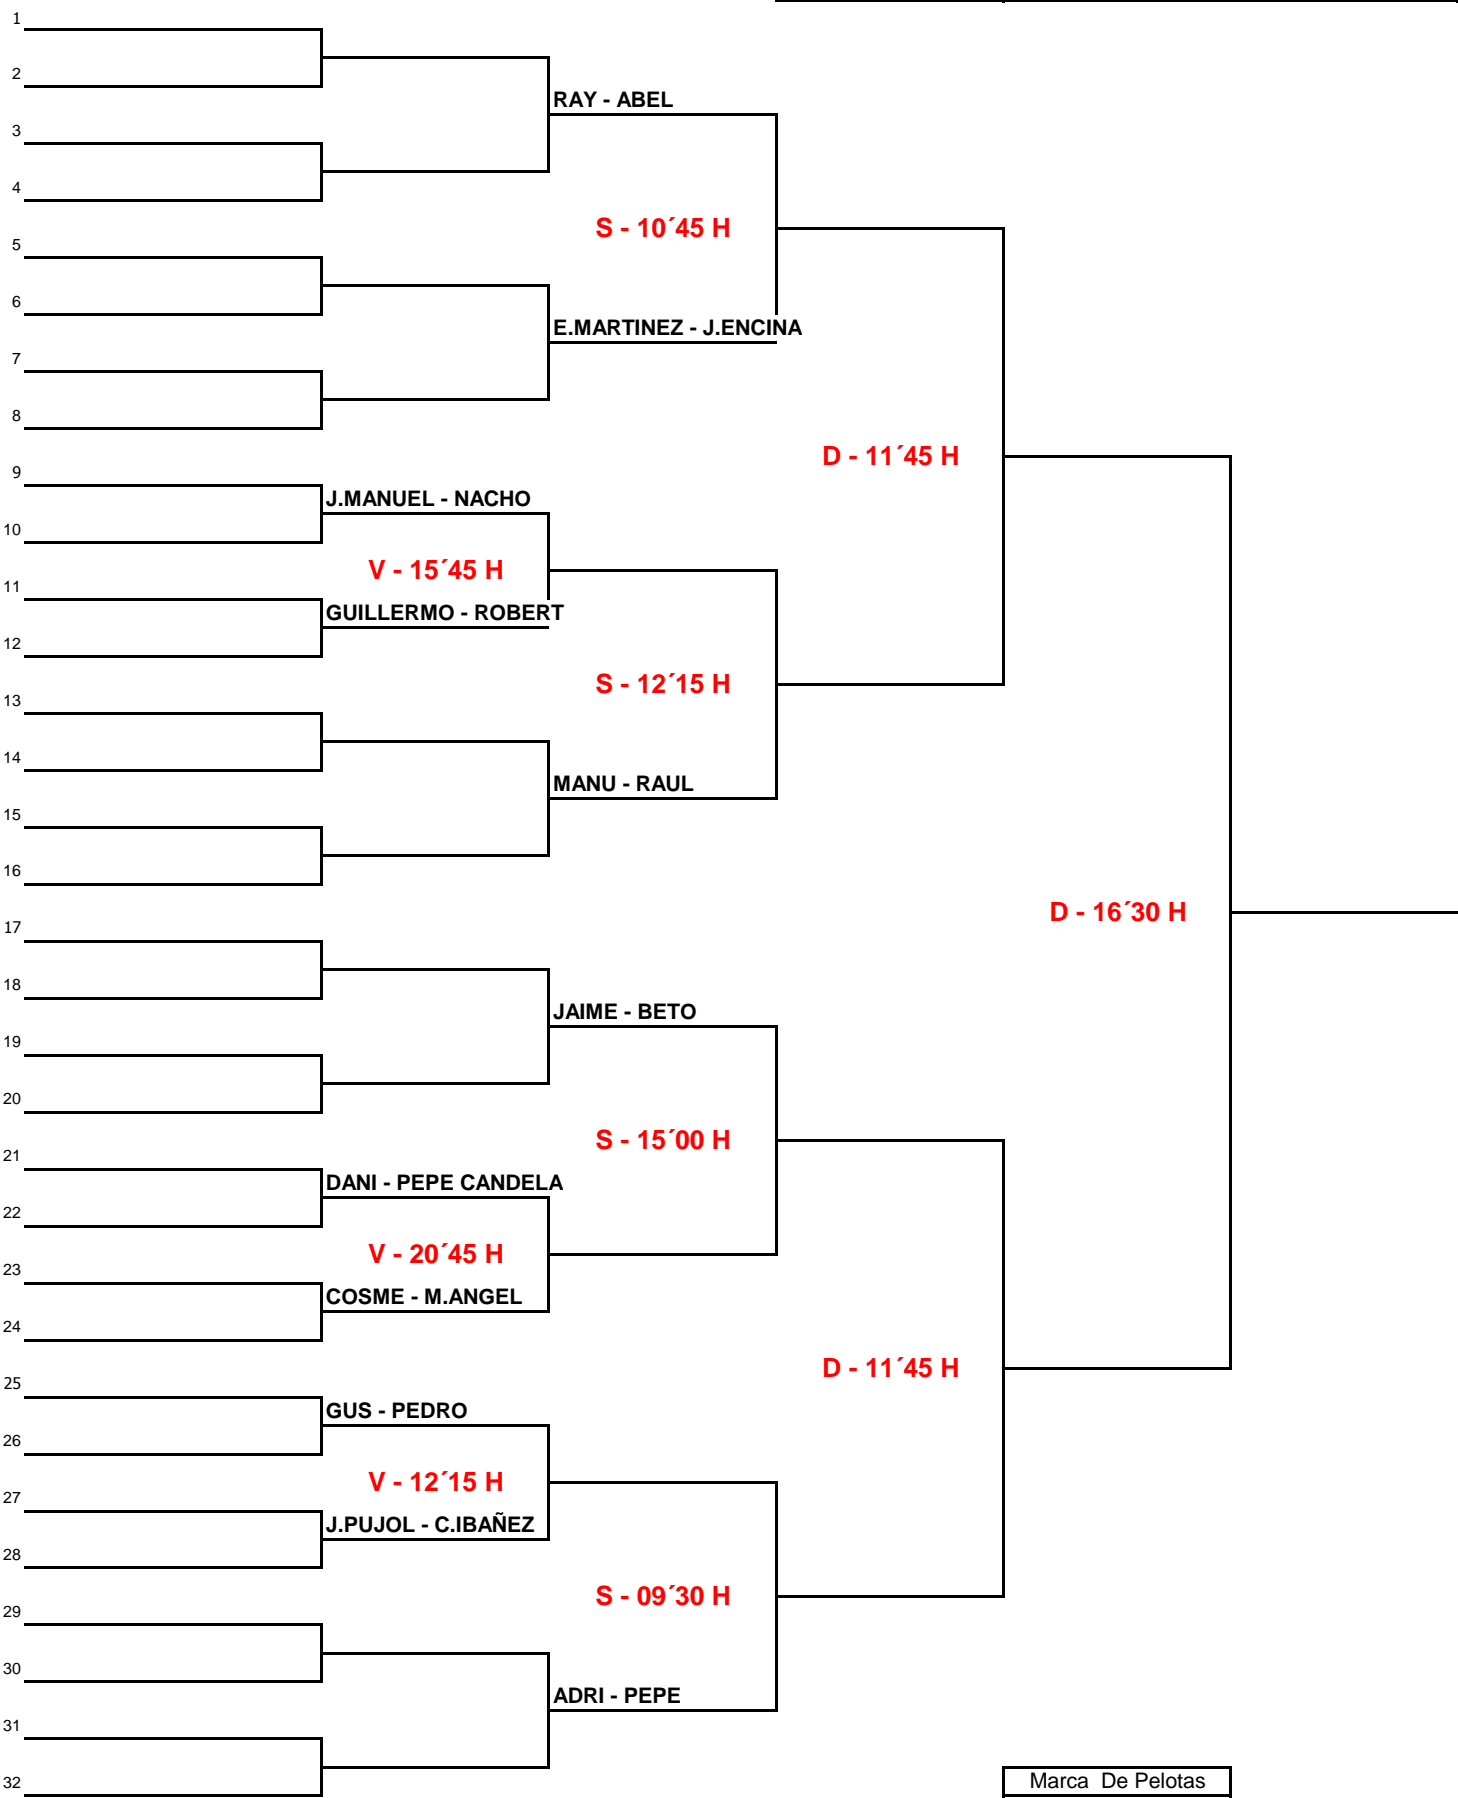 1
2
RAY - ABEL
3
4
S - 10´45 H
5
6
E.MARTINEZ - J.ENCINA
7
8
D - 11´45 H
9
J.MANUEL - NACHO
10
V - 15´45 H
11
GUILLERMO - ROBERT
12
S - 12´15 H
13
14
MANU - RAUL
15
16
D - 16´30 H
17
18
JAIME - BETO
19
20
S - 15´00 H
21
DANI - PEPE CANDELA
22
V - 20´45 H
23
COSME - M.ANGEL
24
D - 11´45 H
25
GUS - PEDRO
26
V - 12´15 H
27
J.PUJOL - C.IBAÑEZ
28
S - 09´30 H
29
30
ADRI - PEPE
31
32
Marca De Pelotas